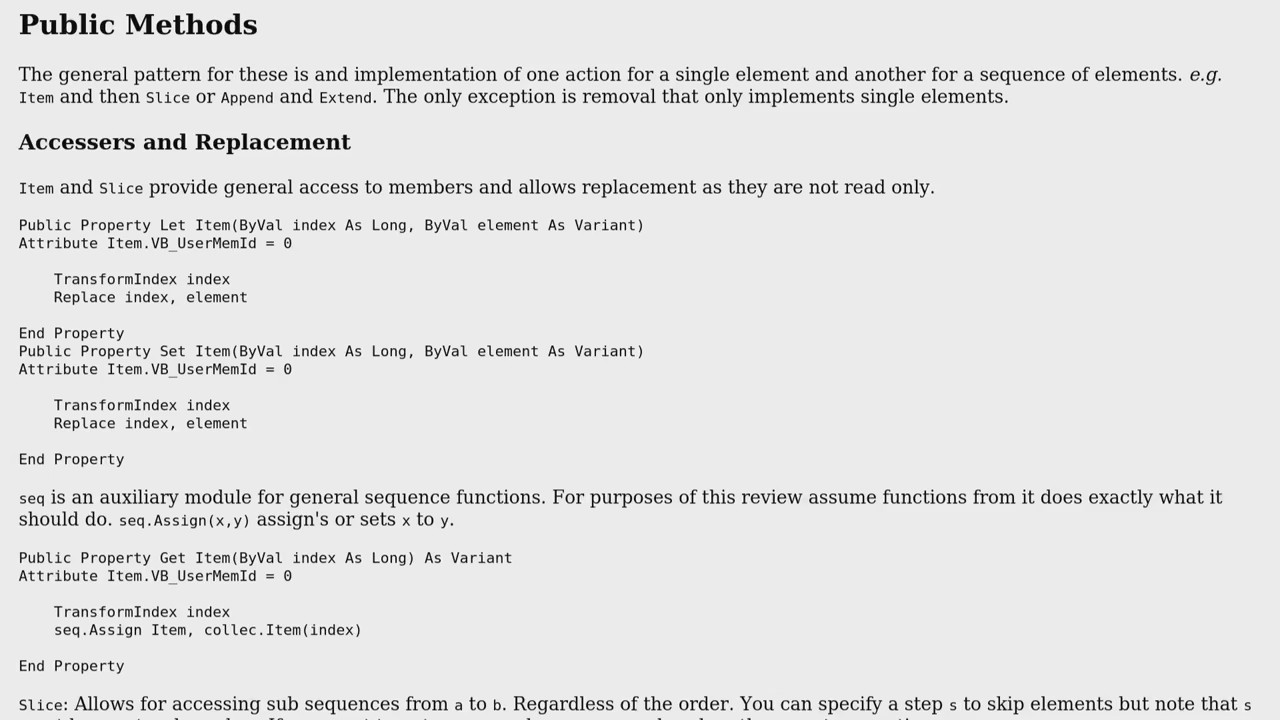 Public Methods
The general pattern for these is and implementation of one action for a single element and another for a sequence of elements. e.g.
Item and then Slice or Append and Extend. The only exception is removal that only implements single elements.
Accessers and Replacement
Item and Slice provide general access to members and allows replacement as they are not read only.
Public Property Let Item(ByVal index As Long, ByVal element As Variant)
Attribute Item.VB_UserMemId = 0
    TransformIndex index
    Replace index, element
End Property
Public Property Set Item(ByVal index As Long, ByVal element As Variant)
Attribute Item.VB_UserMemId = 0
    TransformIndex index
    Replace index, element
End Property
seq is an auxiliary module for general sequence functions. For purposes of this review assume functions from it does exactly what it
should do. seq.Assign(x,y) assign's or sets x to y.
Public Property Get Item(ByVal index As Long) As Variant
Attribute Item.VB_UserMemId = 0
    TransformIndex index
    seq.Assign Item, collec.Item(index)
End Property
Slice: Allows for accessing sub sequences from a to b. Regardless of the order. You can specify a step s to skip elements but note that s